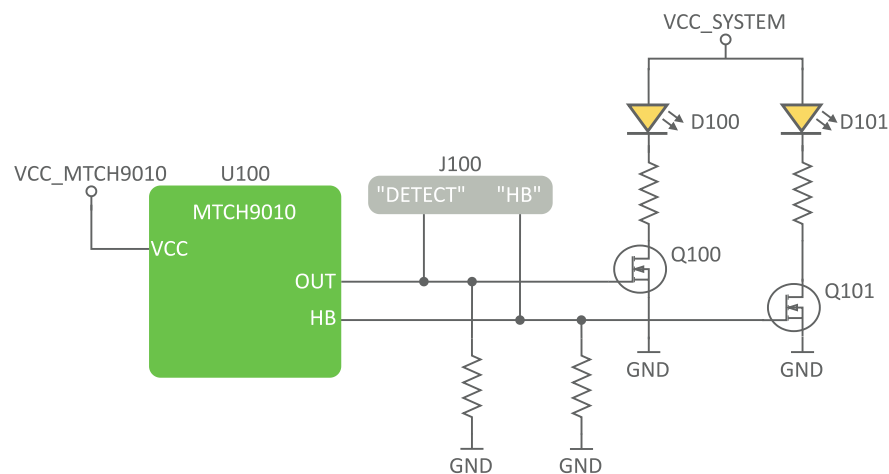 VCC_SYSTEM
D100
D101
J100
"DETECT" "HB"
VCC_MTCH9010
U100
MTCH9010
VCC
OUT
HB
Q100
Q101
GND
GND
GND
GND